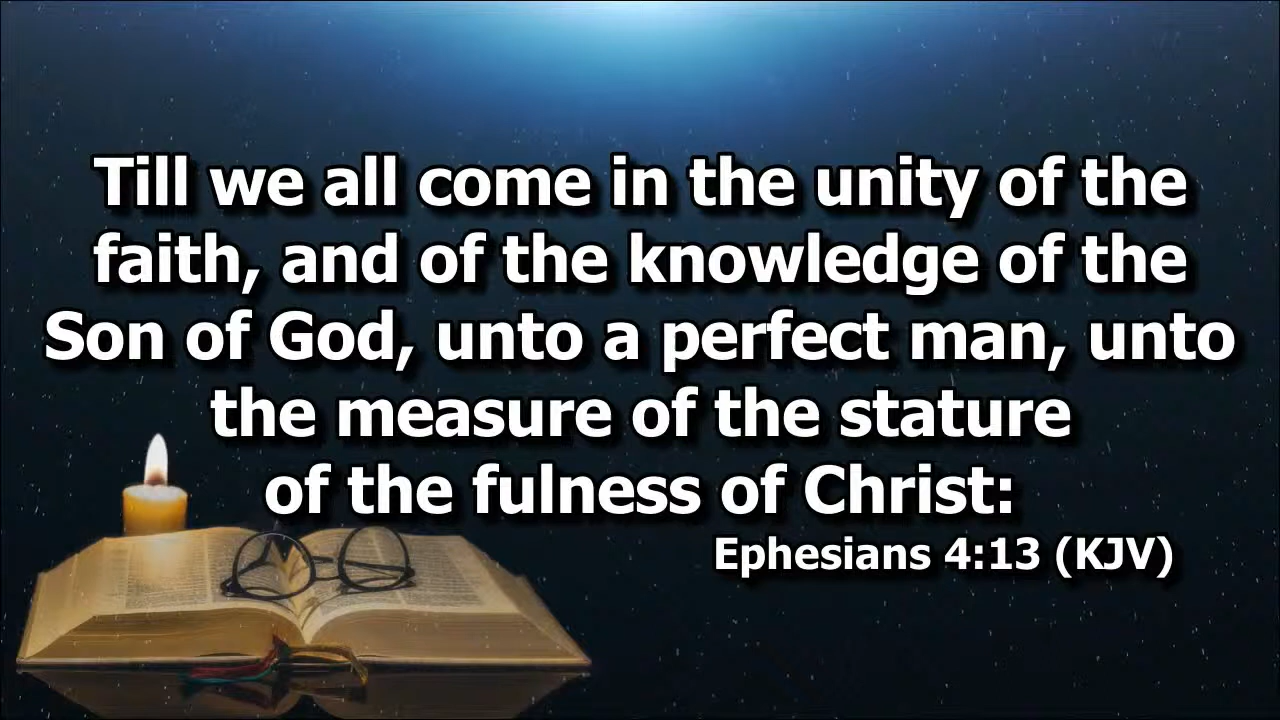 Till we all come in the unity of the
faith, and of the knowledge of the
Son of God, unto a perfect man, unto
the measure of the stature
of the fulness of Christ:
Ephesians 4:13 (KJV)